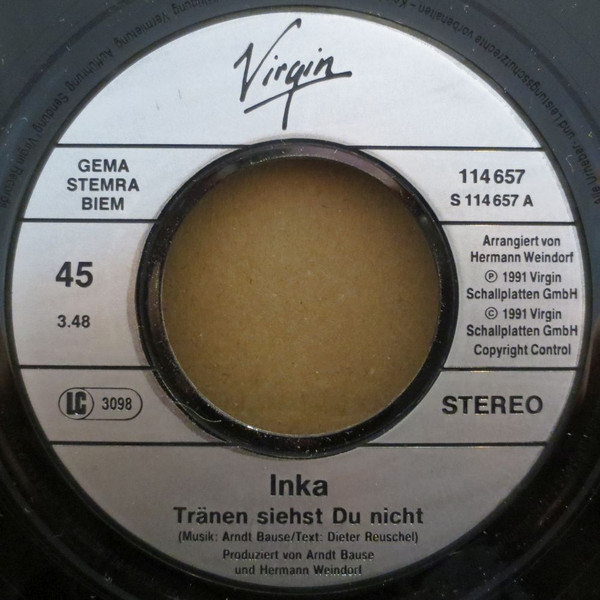 Virgin
GEMA
STEMRA
BIEM
114 657
S 114 657 A
45
3.48
Arrangiert von
Hermann Weindorf
℗ 1991 Virgin
Schallplatten GmbH
© 1991 Virgin
Schallplatten GmbH
Copyright Control
LC 3098
STEREO
Inka
Tränen siehst Du nicht
(Musik: Arndt Bause/Text: Dieter Reuschel)
Produziert von Arndt Bause
und Hermann Weindorf